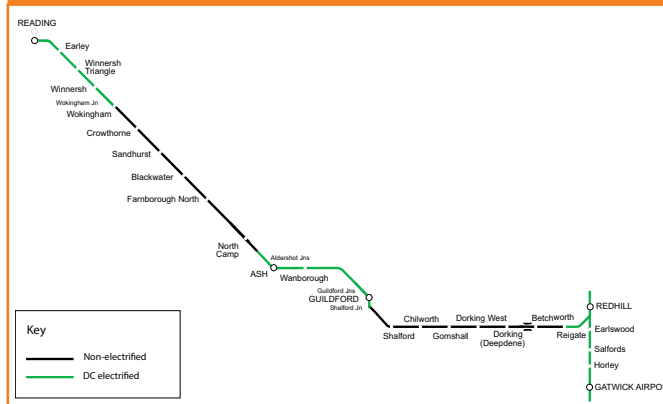 READING
Earley
Winnersh
Triangle
Winnersh
Wokingham Jn
Wokingham
Crowthorne
Sandhurst
Blackwater
Farnborough North
North
Camp
Aldershot Jns
ASH
Wanborough
Guildford Jns
GUILDFORD
Shalford Jn
Shalford
Chilworth
Gomshall
Dorking West
Dorking
(Deepdene)
Betchworth
Reigate
REDHILL
Earlswood
Salfords
Horley
GATWICK AIRPO
Key
Non-electrified
DC electrified